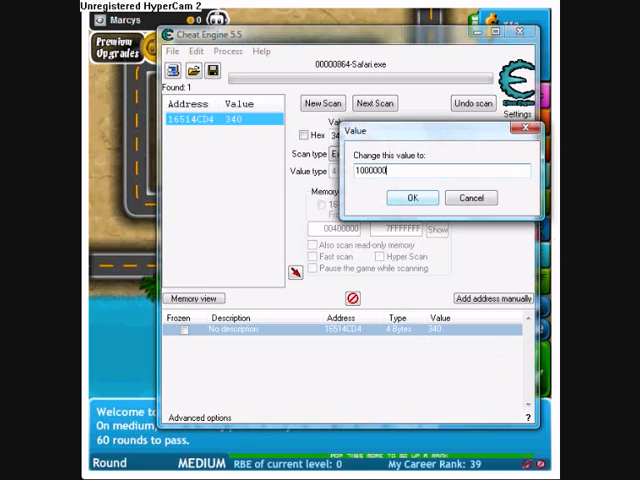 Unregistered HyperCam 2
Marcys
0
Premium
Upgrades
Cheat Engine 5.5
File Edit Process Help
00000864-Safari.exe
Found: 1
Address Value
16514CD4 340
New Scan Next Scan Undo scan
Cheat Engine
Settings
Hex
Scan type
Value type
Value
Change this value to:
1000000
OK Cancel
00400000 7FFFFFFF Show
Also scan read-only memory
Fast scan Hyper Scan
Pause the game while scanning
Memory view Add address manually
Frozen Description Address Type Value
No description 16514CD4 4 Bytes 340
Advanced options ?
Welcome to
On medium,
60 rounds to pass.
Round MEDIUM RBE of current level: 0 My Career Rank: 39